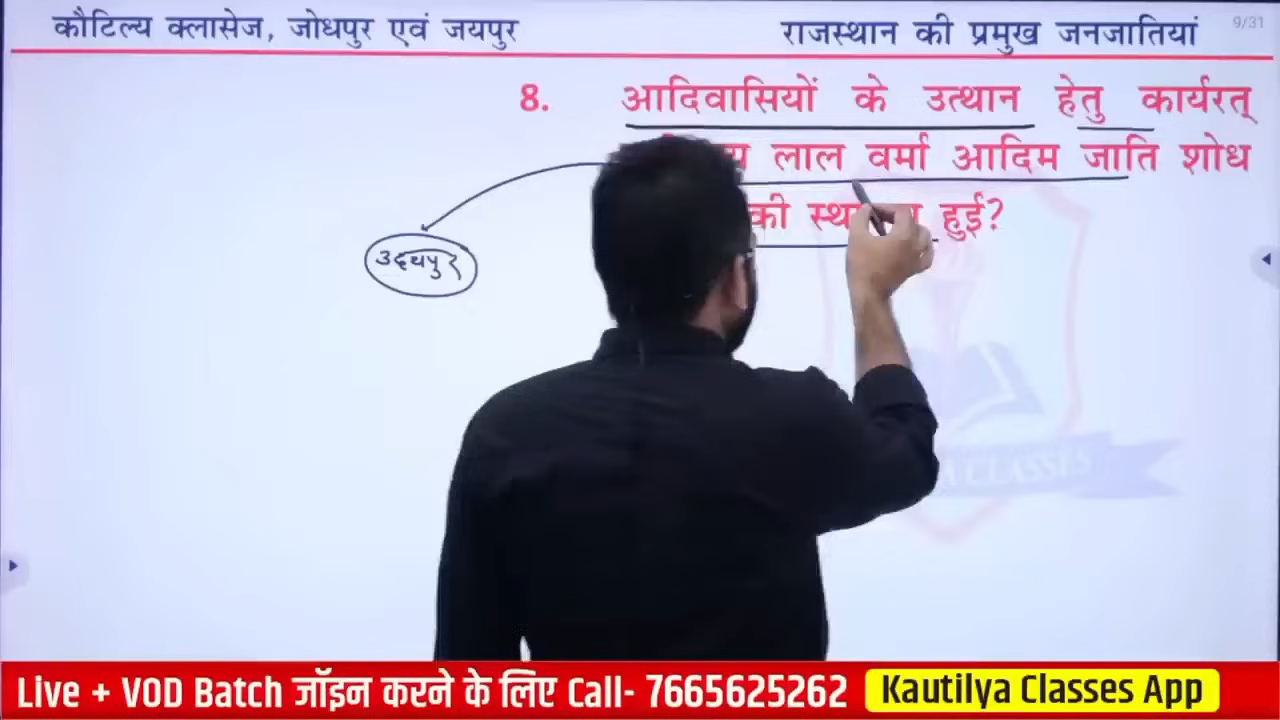 कौटिल्य क्लासेज, जोधपुर एवं जयपुर
राजस्थान की प्रमुख जनजातियां
9/31
8. आदिवासियों के उत्थान हेतु कार्यरत्
लाल वर्मा आदिम जाति शोध
की हुई?
उदयपुर
CLASSES
Live + VOD Batch जॉइन करने के लिए Call- 7665625262
Kautilya Classes App